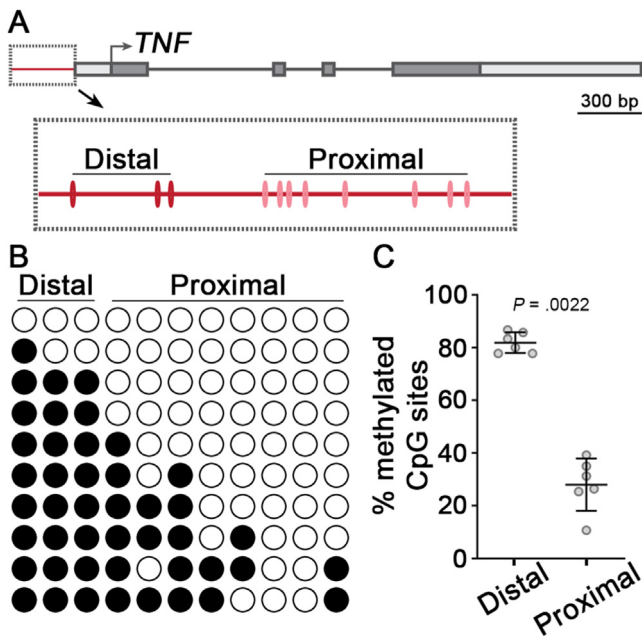 A
TNF
300 bp
Distal Proximal
B
Distal Proximal
C
% methylated
CpG sites
100
80
60
40
20
0
P = .0022
Distal
Proximal